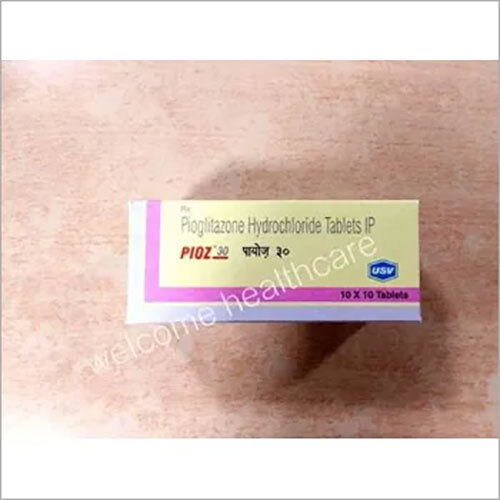 Rx
Pioglitazone Hydrochloride Tablets IP
PIOZ® 30 पायोज़ ३०
USV
10 X 10 Tablets
welcome healthcare